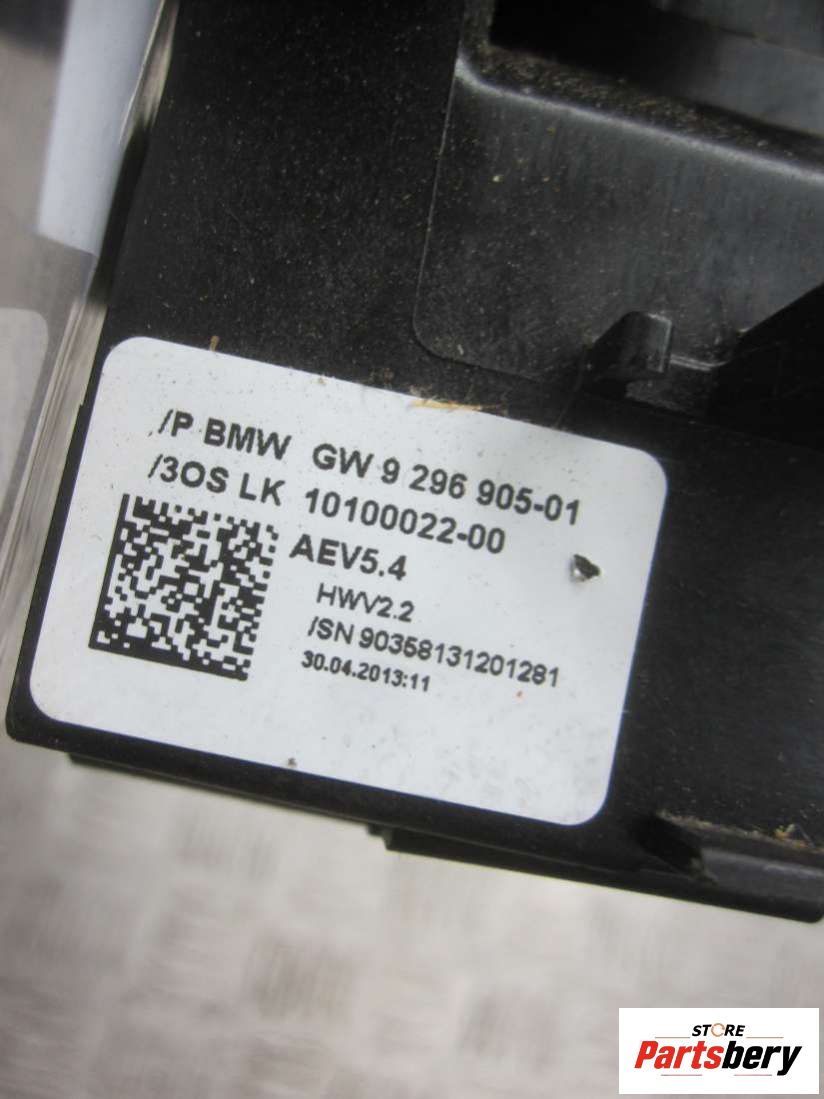 /P BMW GW 9 296 905-01
/3OS LK 10100022-00
AEV5.4
HWV2.2
/SN 90358131201281
30.04.2013:11
STORE
Partsbery